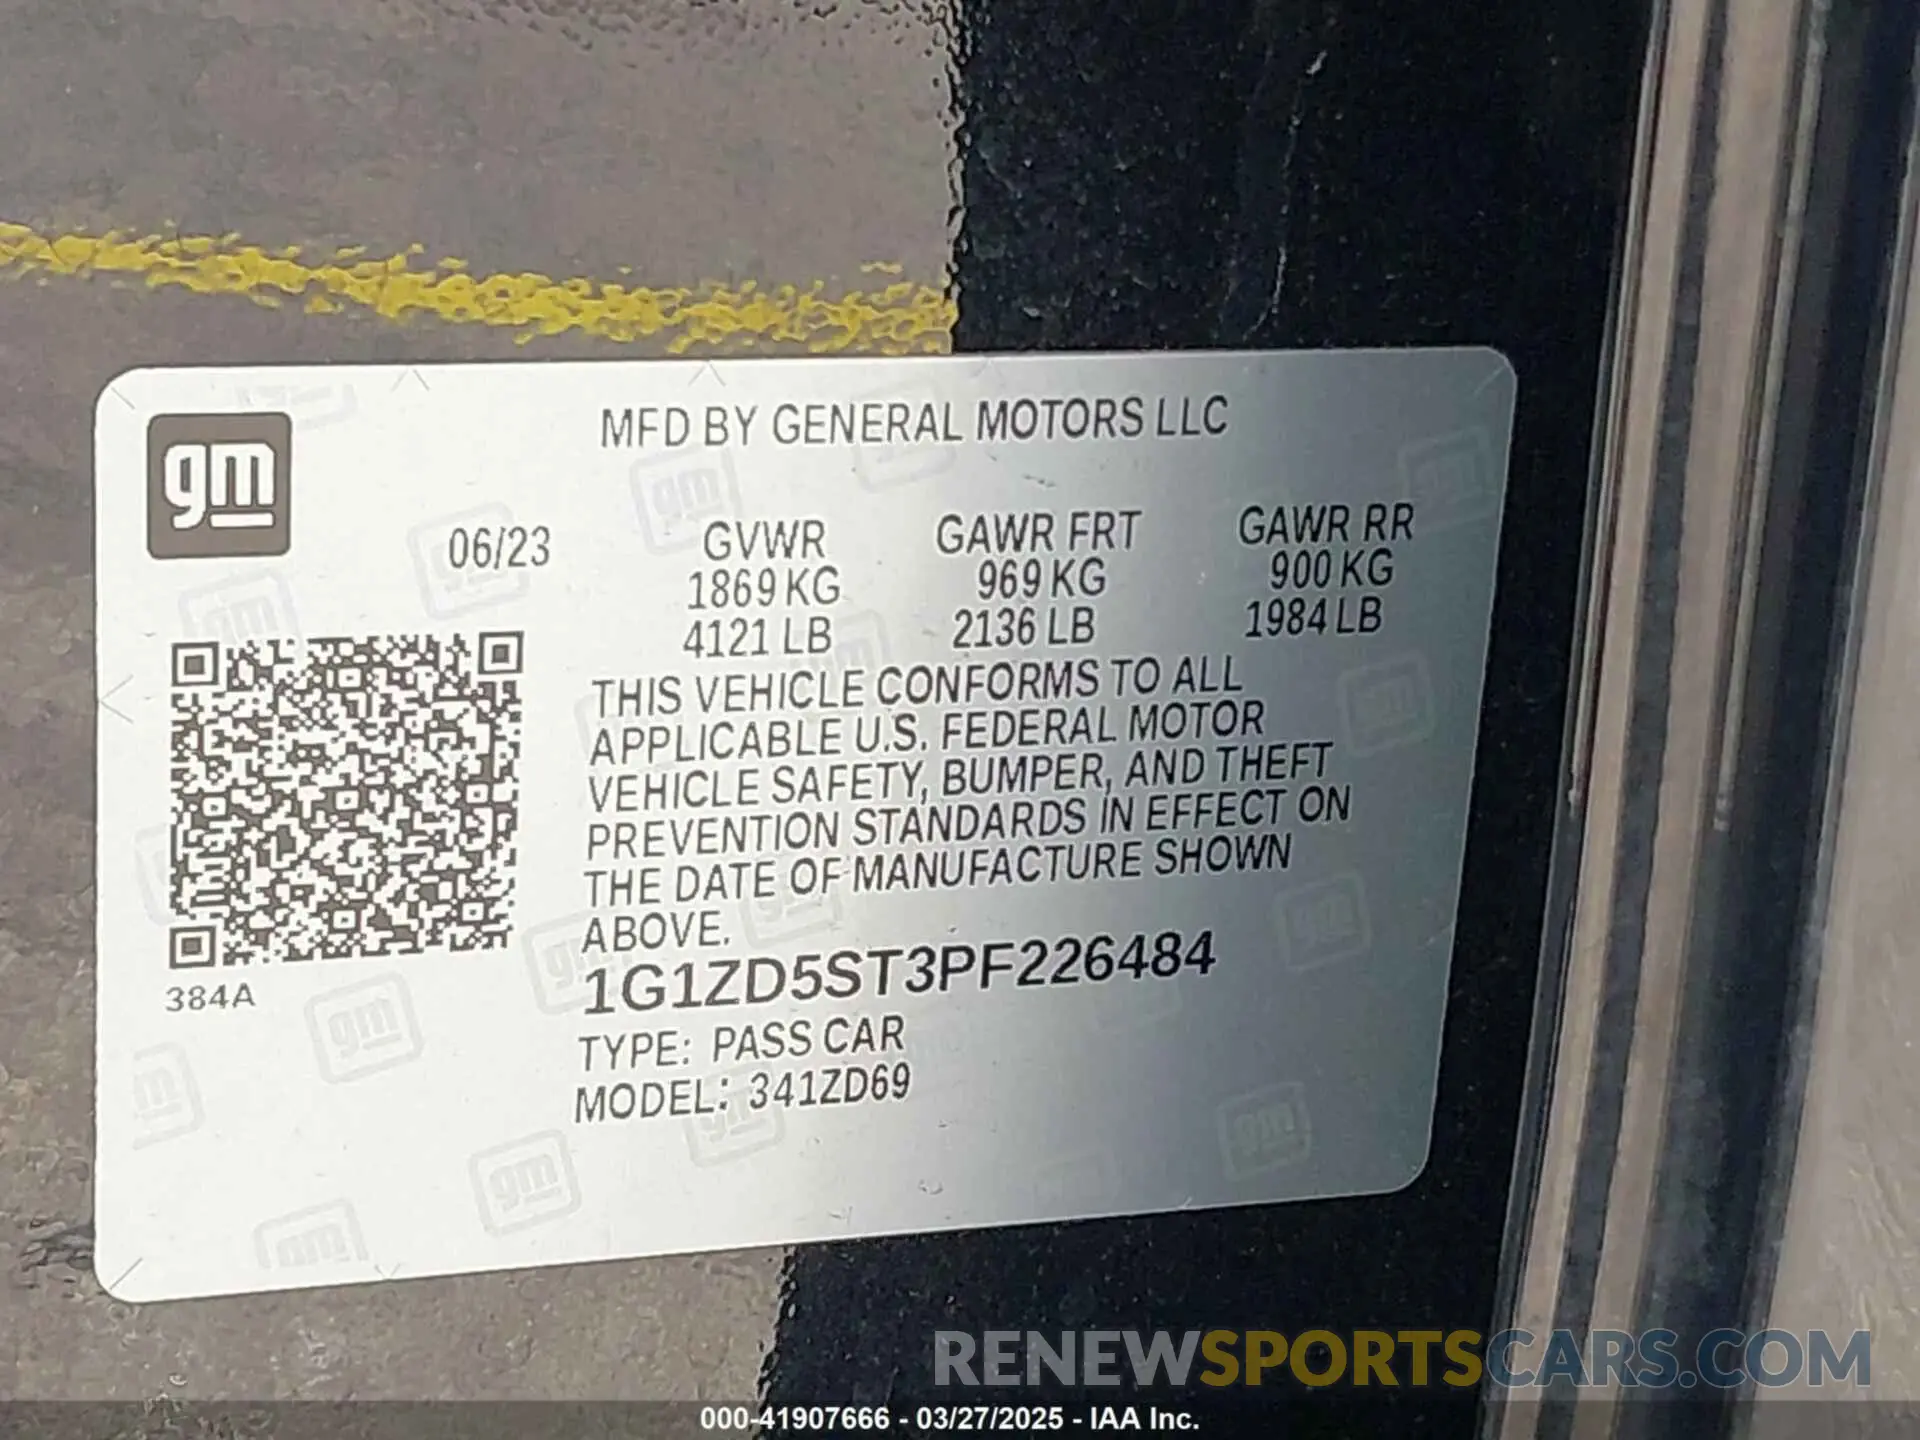 MFD BY GENERAL MOTORS LLC
gm
06/23 GVWR GAWR FRT GAWR RR
1869 KG 969 KG 900 KG
4121 LB 2136 LB 1984 LB
THIS VEHICLE CONFORMS TO ALL
APPLICABLE U.S. FEDERAL MOTOR
VEHICLE SAFETY, BUMPER, AND THEFT
PREVENTION STANDARDS IN EFFECT ON
THE DATE OF MANUFACTURE SHOWN
ABOVE.
384A
1G1ZD5ST3PF226484
TYPE: PASS CAR
MODEL: 341ZD69
RENEWSPORTSCARS.COM
000-41907666 - 03/27/2025 - IAA Inc.